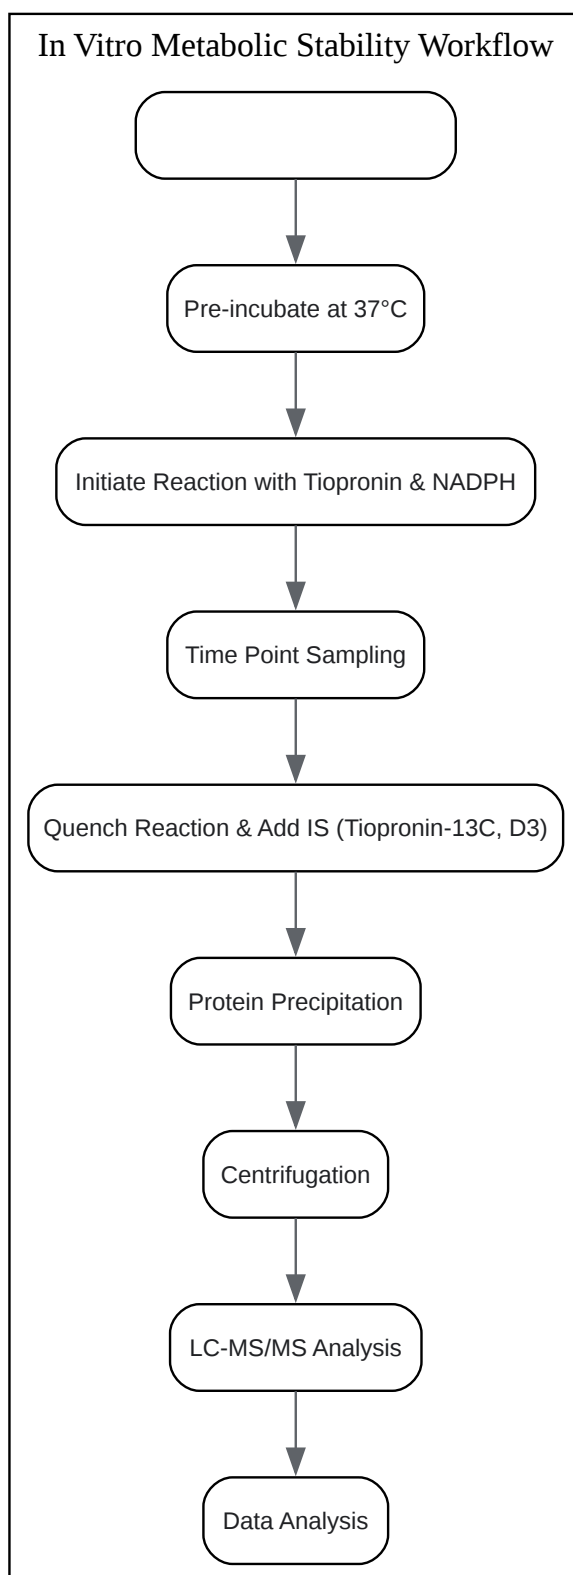 In Vitro Metabolic Stability Workflow
Pre-incubate at 37°C
Initiate Reaction with Tiopronin & NADPH
Time Point Sampling
Quench Reaction & Add IS (Tiopronin-13C, D3)
Protein Precipitation
Centrifugation
LC-MS/MS Analysis
Data Analysis